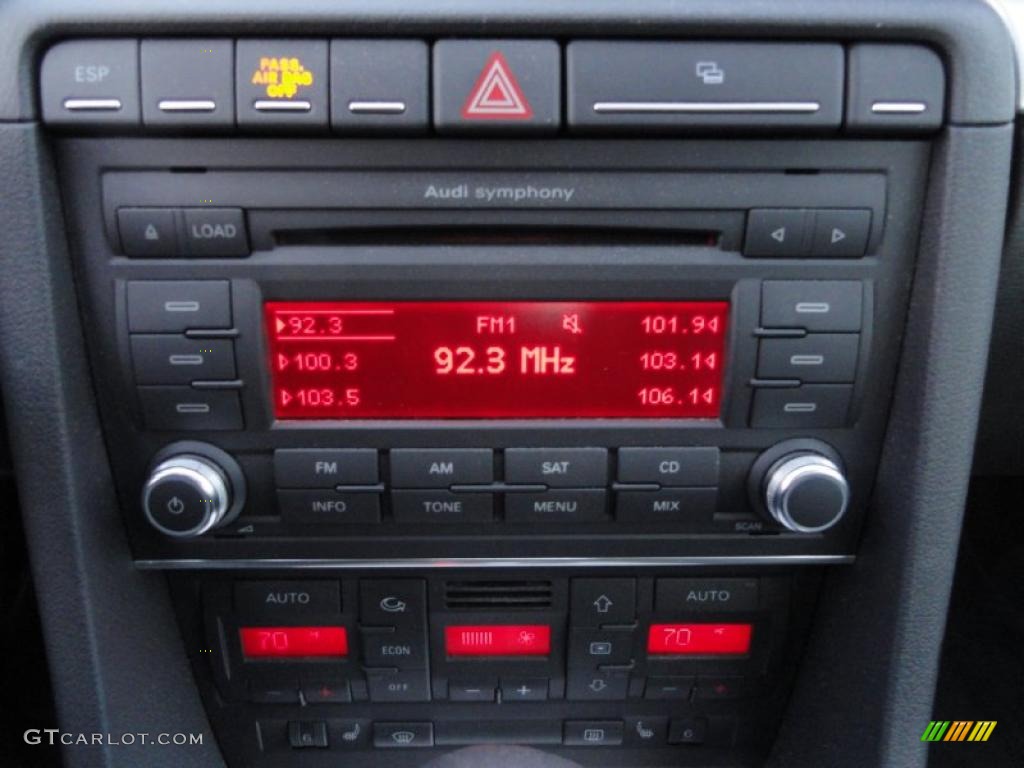 ESP
PASS.
AIR BAG
OFF
Audi symphony
LOAD
92.3 FM1 101.9
100.3 92.3 MHz 103.1
103.5 106.1
FM AM SAT CD
INFO TONE MENU MIX
SCAN
AUTO AUTO
70 °F 70 °F
ECON
OFF
6 6
GTCARLOT.COM